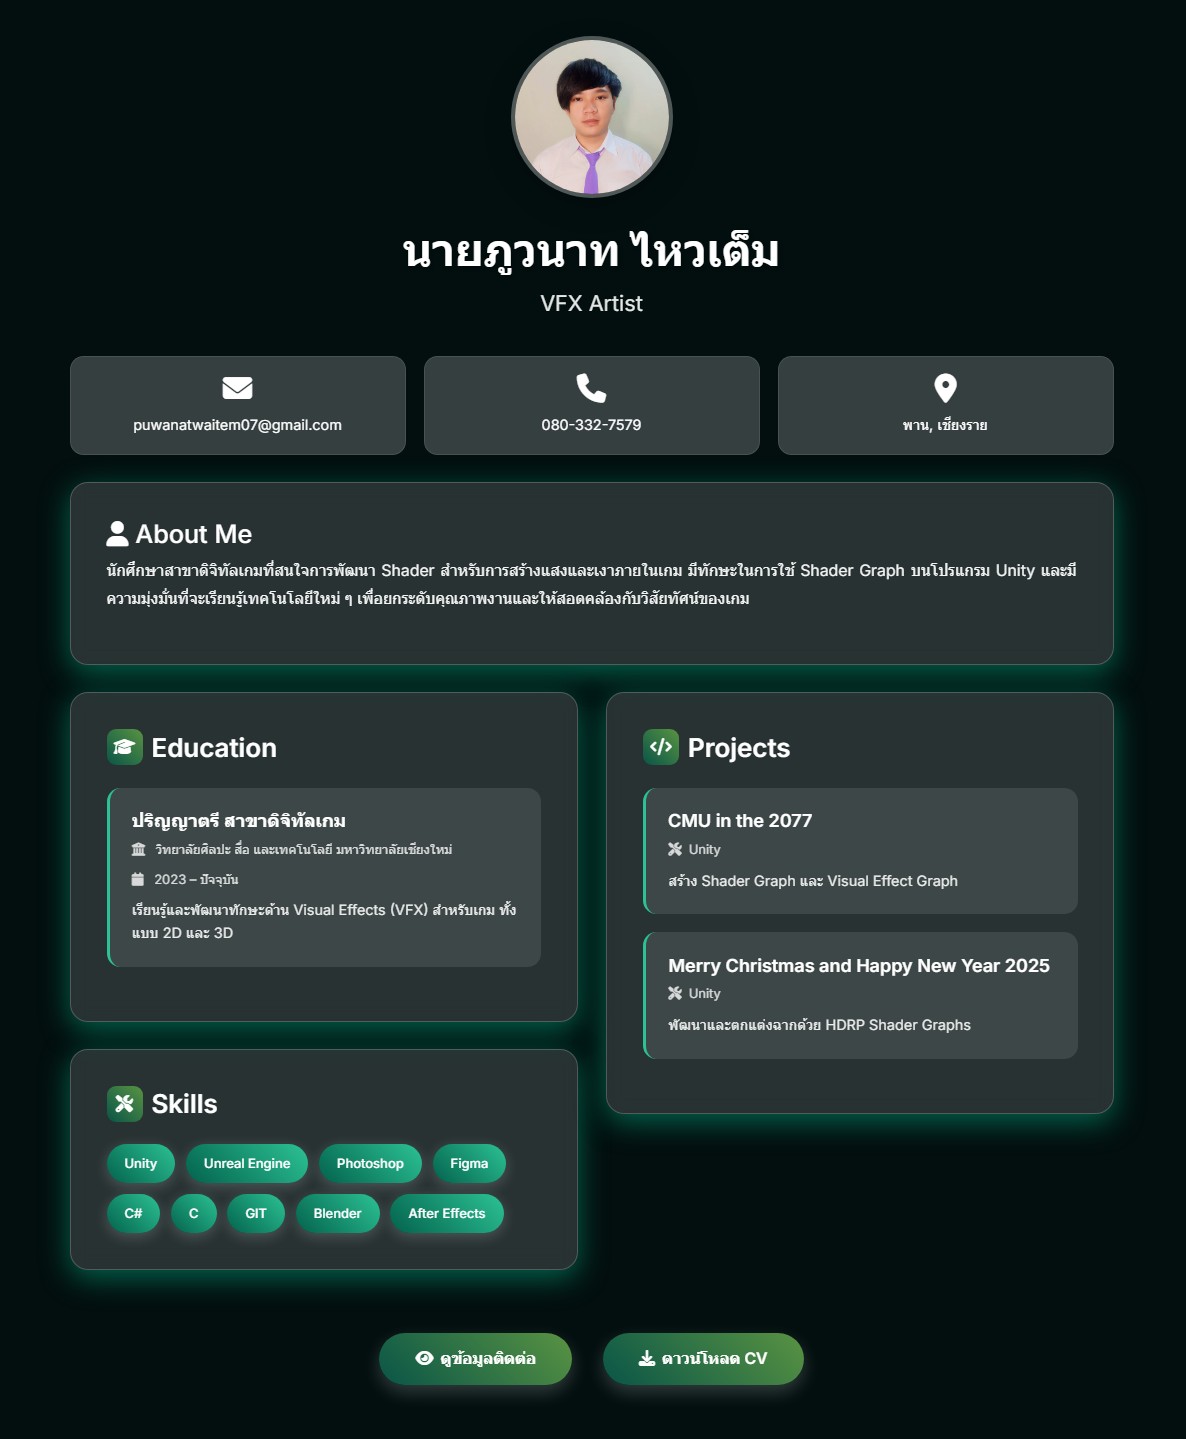 นายภูวนาท ไหวเต็ม
VFX Artist
puwanatwaitem07@gmail.com
080-332-7579
พาน, เชียงราย
About Me
นักศึกษาสาขาดิจิทัลเกมที่สนใจการพัฒนา Shader สำหรับการสร้างแสงและเงาภายในเกม มีทักษะในการใช้ Shader Graph บนโปรแกรม Unity และมี
ความมุ่งมั่นที่จะเรียนรู้เทคโนโลยีใหม่ ๆ เพื่อยกระดับคุณภาพงานและให้สอดคล้องกับวิสัยทัศน์ของเกม
Education
ปริญญาตรี สาขาดิจิทัลเกม
วิทยาลัยศิลปะ สื่อ และเทคโนโลยี มหาวิทยาลัยเชียงใหม่
2023 – ปัจจุบัน
เรียนรู้และพัฒนาทักษะด้าน Visual Effects (VFX) สำหรับเกม ทั้ง
แบบ 2D และ 3D
Projects
CMU in the 2077
Unity
สร้าง Shader Graph และ Visual Effect Graph
Merry Christmas and Happy New Year 2025
Unity
พัฒนาและตกแต่งฉากด้วย HDRP Shader Graphs
Skills
Unity
Unreal Engine
Photoshop
Figma
C#
C
GIT
Blender
After Effects
ดูข้อมูลติดต่อ
ดาวน์โหลด CV